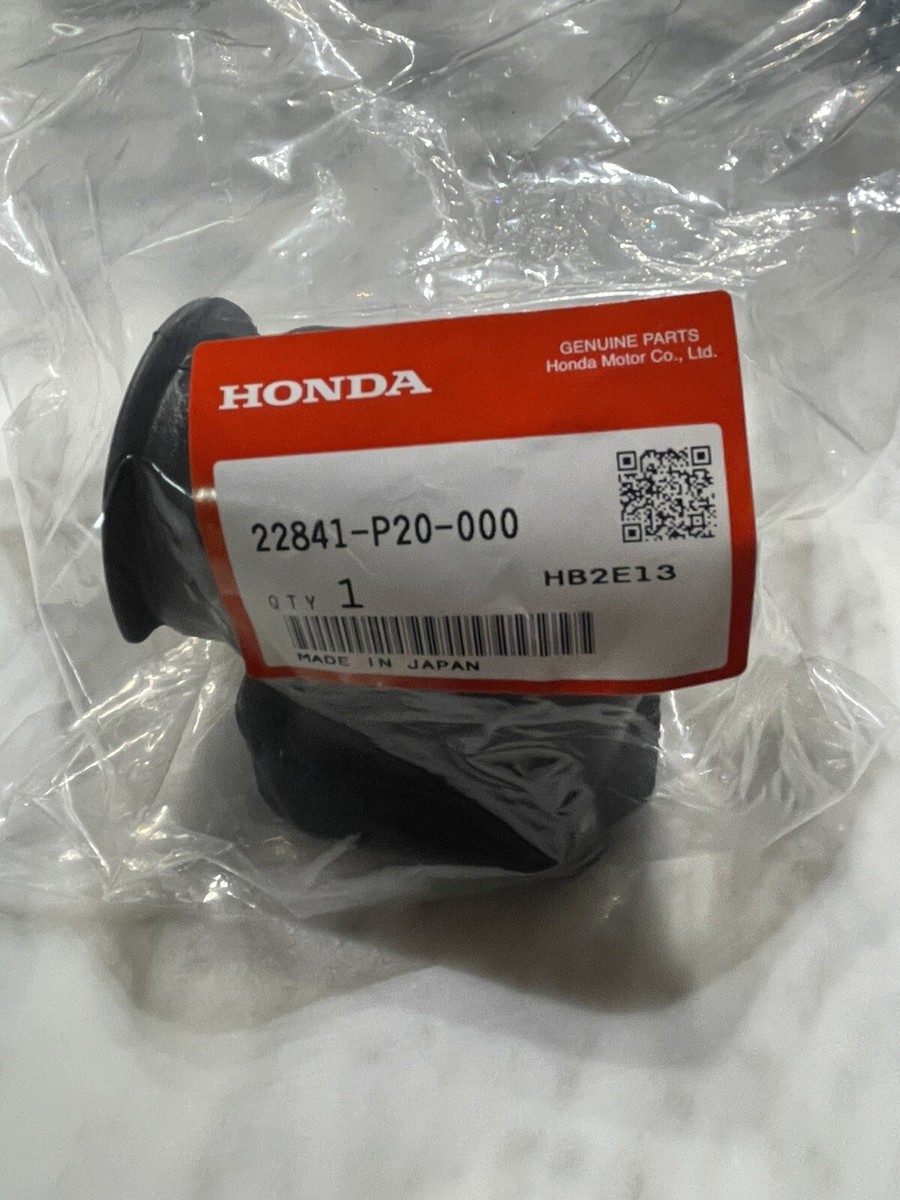 GENUINE PARTS
Honda Motor Co., Ltd.
HONDA
22841-P20-000
HB2E13
QTY 1
MADE IN JAPAN